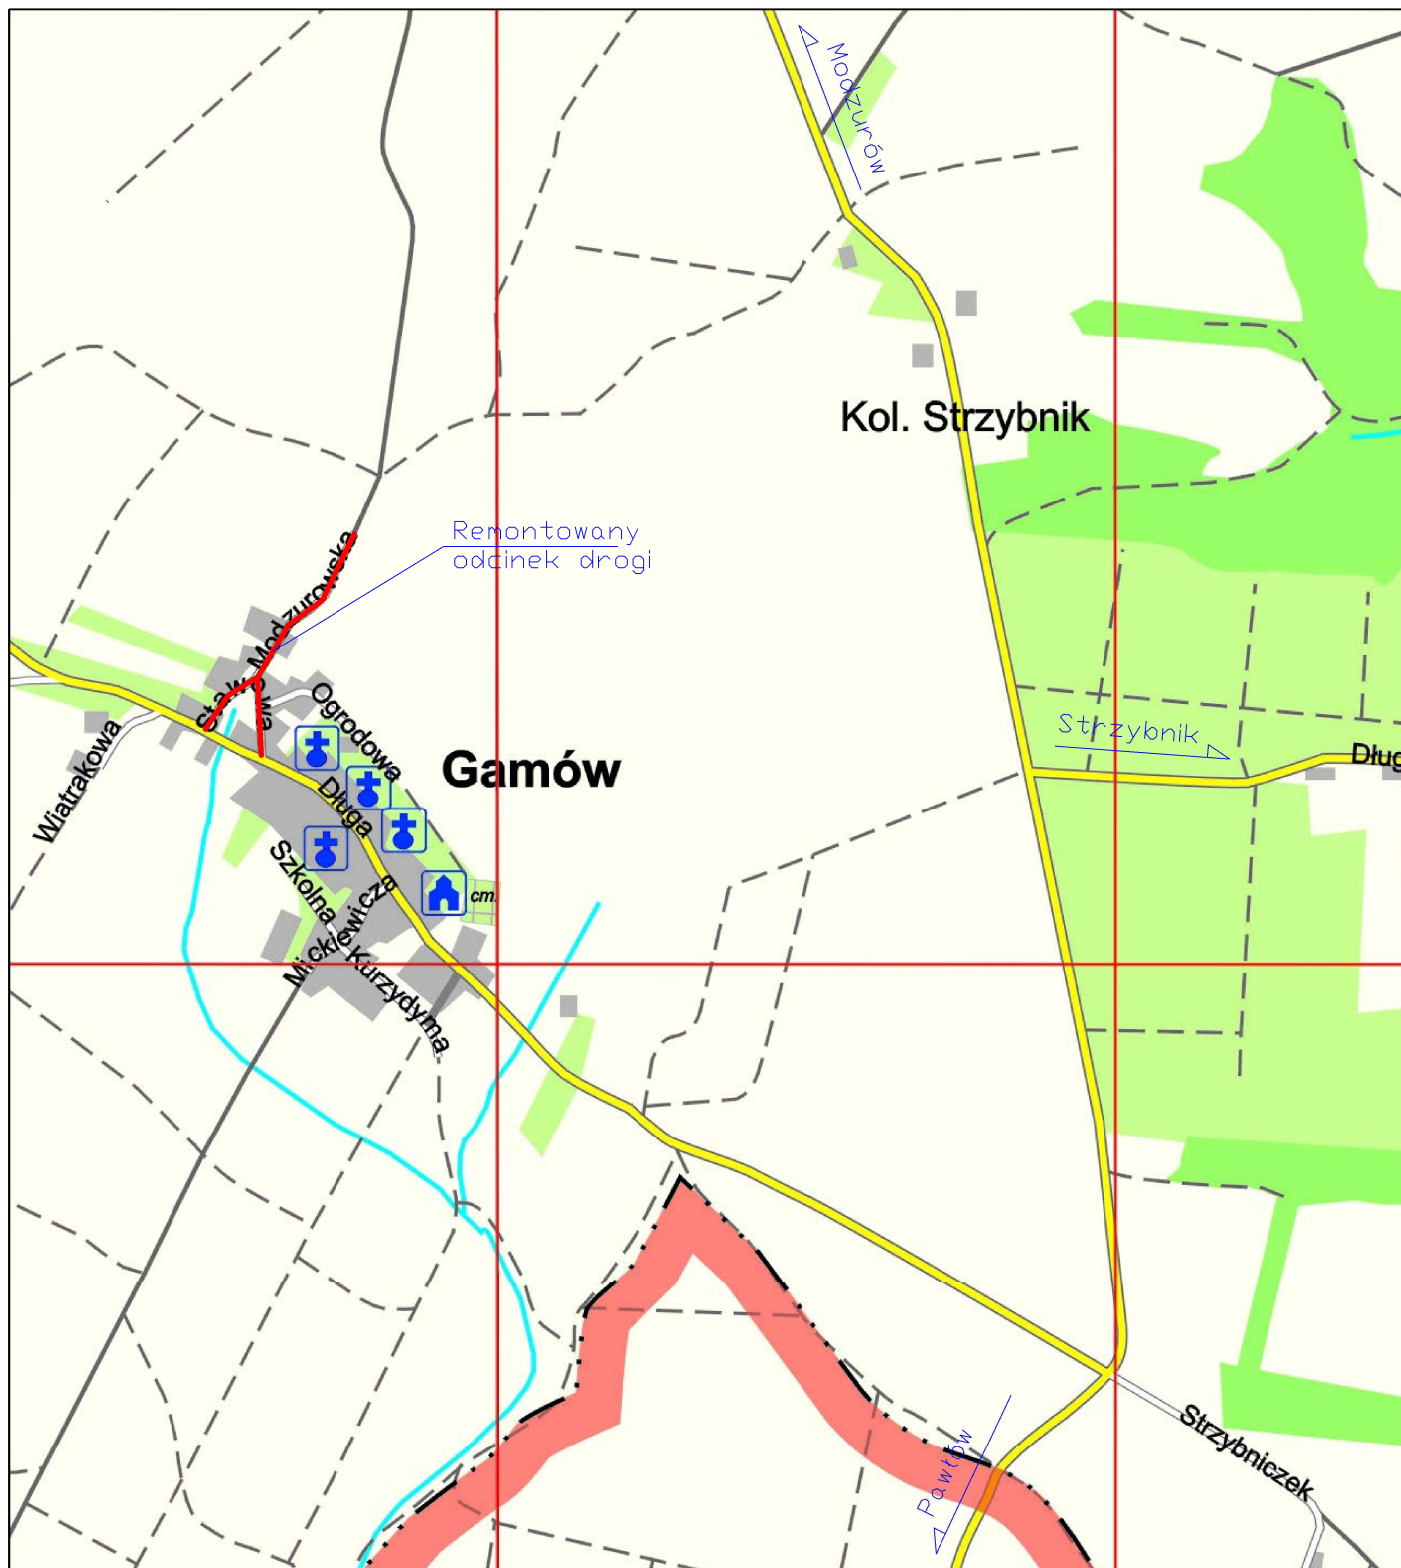 Modzurów
Kol. Strzybnik
Remontowany
odcinek drogi
Modzurowska
Stawowa
Ogrodowa
Strzybnik
Dług
Wiatrakowa
Gamów
Długa
Szkolna
Mickiewicza
cm.
Kurzydyma
Strzybniczek
Pawłów